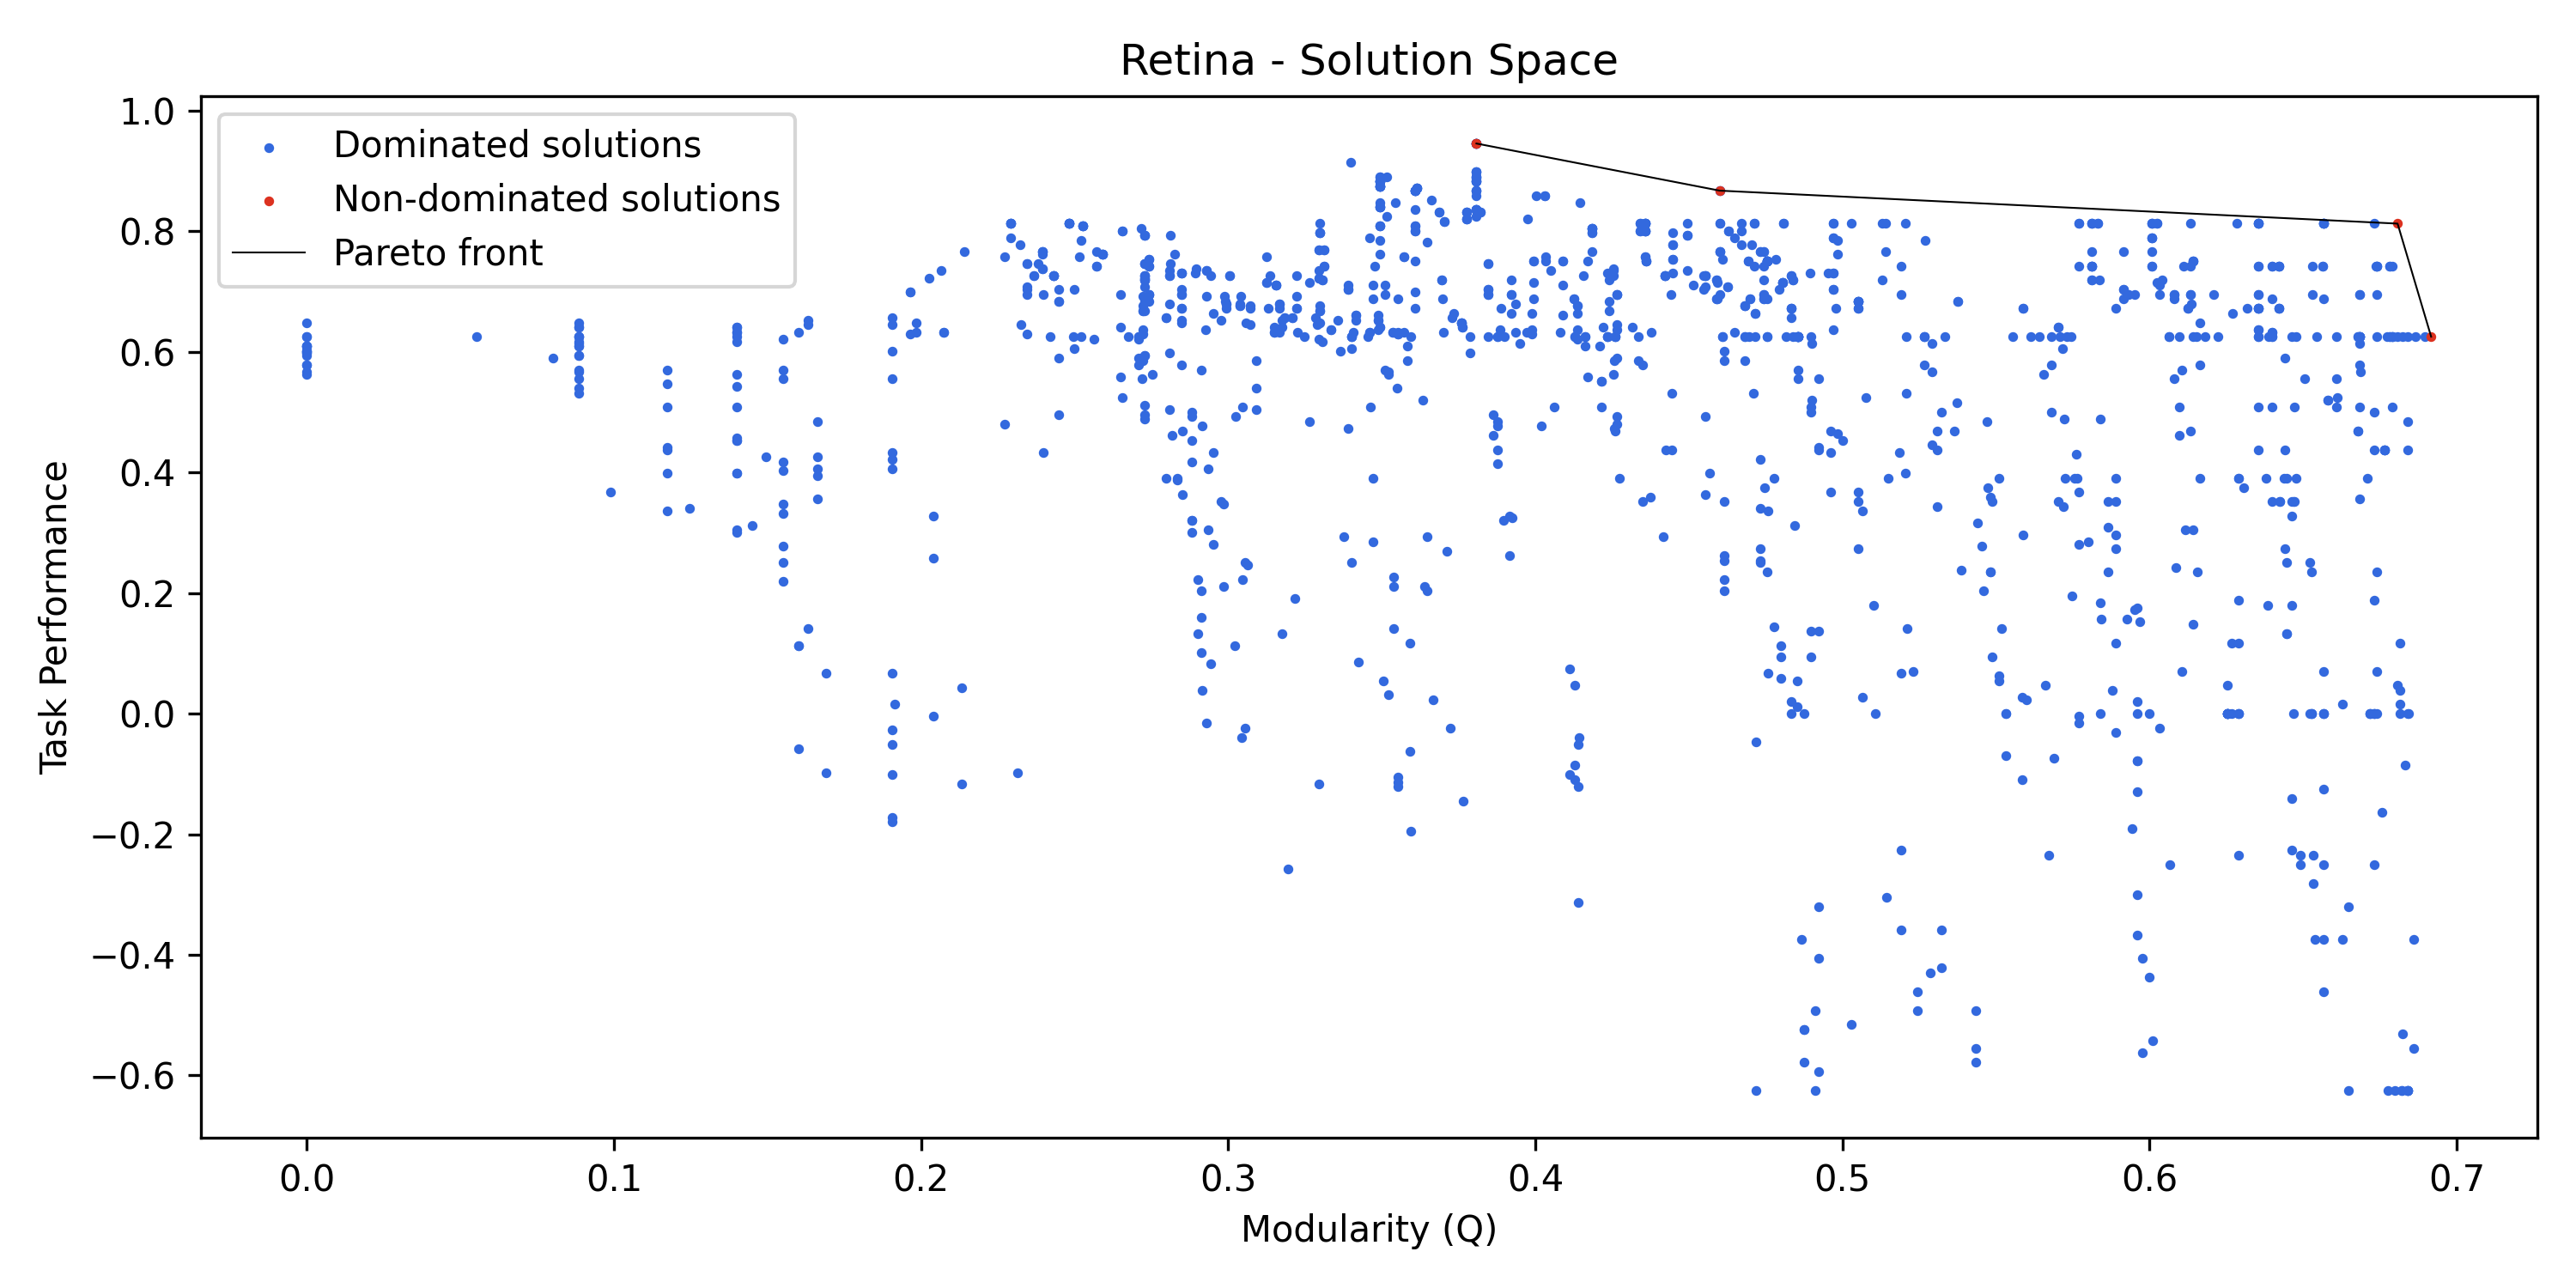 Retina - Solution Space
Dominated solutions
Non-dominated solutions
Pareto front
1.0
0.8
0.6
0.4
0.2
0.0
−0.2
−0.4
−0.6
Task Performance
0.0 0.1 0.2 0.3 0.4 0.5 0.6 0.7
Modularity (Q)